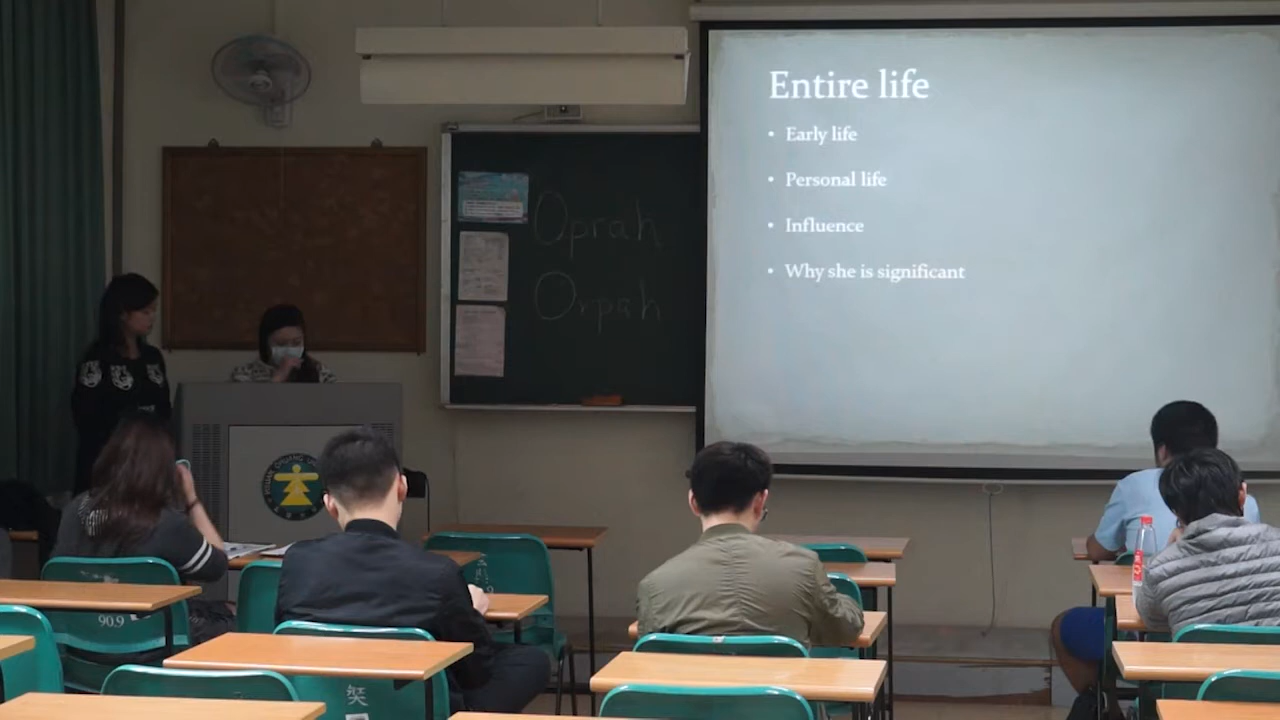 Entire life
• Early life
• Personal life
• Influence
• Why she is significant
Oprah
Orpah
90.9